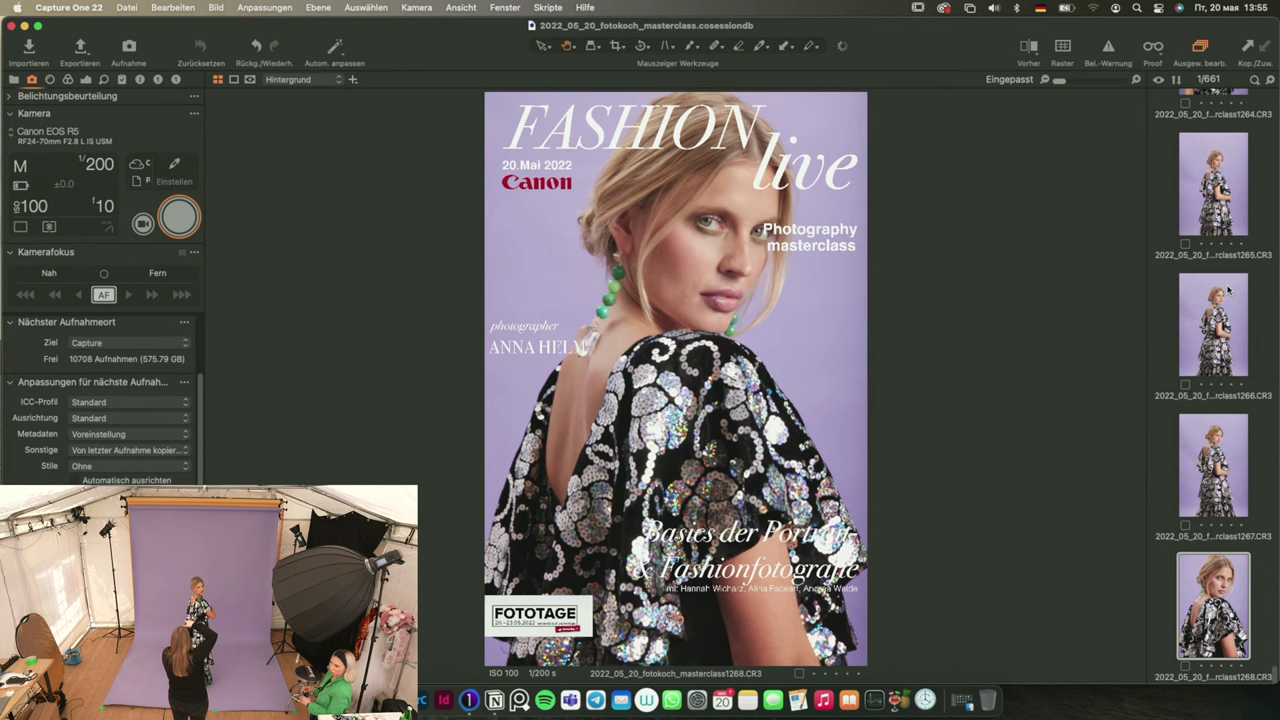 Capture One 22
Datei
Bearbeiten
Bild
Anpassungen
Ebene
Auswählen
Kamera
Ansicht
Fenster
Skripte
Hilfe
Пт, 20 мая 13:55
2022_05_20_fotokoch_masterclass.cosessiondb
Importieren
Exportieren
Aufnahme
Zurücksetzen
Rückg./Wiederh.
Autom. anpassen
Mauszeiger Werkzeuge
Vorher
Raster
Bel.-Warnung
Proof
Ausgew. bearb.
Kop./Zuw.
Hintergrund
Eingepasst
1/661
Belichtungsbeurteilung
Kamera
Canon EOS R5
RF24-70mm F2.8 L IS USM
M
1/200
C
±0.0
F
Einstellen
ISO100
f10
Kamerafokus
Nah
Fern
AF
Nächster Aufnahmeort
Ziel Capture
Frei 10708 Aufnahmen (575.79 GB)
Anpassungen für nächste Aufnah...
ICC-Profil Standard
Ausrichtung Standard
Metadaten Voreinstellung
Sonstige Von letzter Aufnahme kopier...
Stile Ohne
Automatisch ausrichten
FASHION
live
20.Mai 2022
Canon
Photography
masterclass
photographer
ANNA HELM
Basics der Portrait-
& Fashionfotografie
FOTOTAGE
ISO 100
1/200 s
2022_05_20_fotokoch_masterclass1268.CR3
2022_05_20_f...rclass1264.CR3
2022_05_20_f...rclass1265.CR3
2022_05_20_f...rclass1266.CR3
2022_05_20_f...rclass1267.CR3
2022_05_20_f...rclass1268.CR3